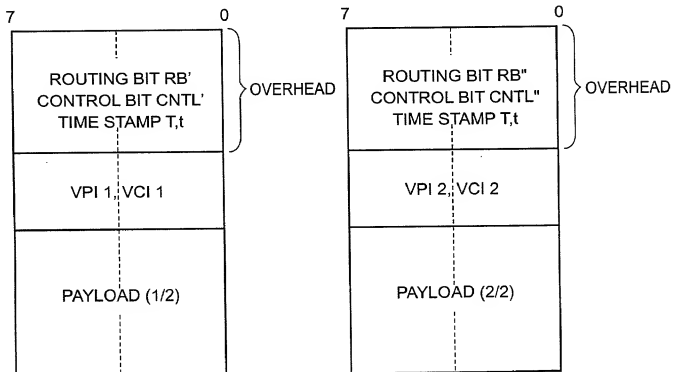 7 0
ROUTING BIT RB'
CONTROL BIT CNTL'
TIME STAMP T,t
OVERHEAD
VPI 1, VCI 1
PAYLOAD (1/2)
7 0
ROUTING BIT RB"
CONTROL BIT CNTL"
TIME STAMP T,t
OVERHEAD
VPI 2, VCI 2
PAYLOAD (2/2)